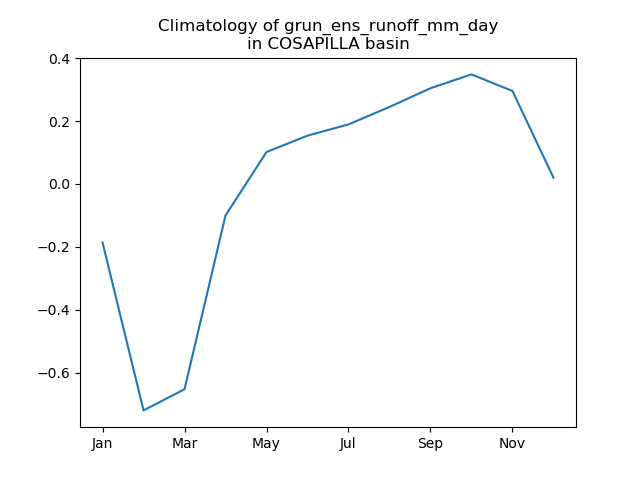 Climatology of grun_ens_runoff_mm_day
in COSAPILLA basin
0.4
0.2
0.0
−0.2
−0.4
−0.6
Jan Mar May Jul Sep Nov